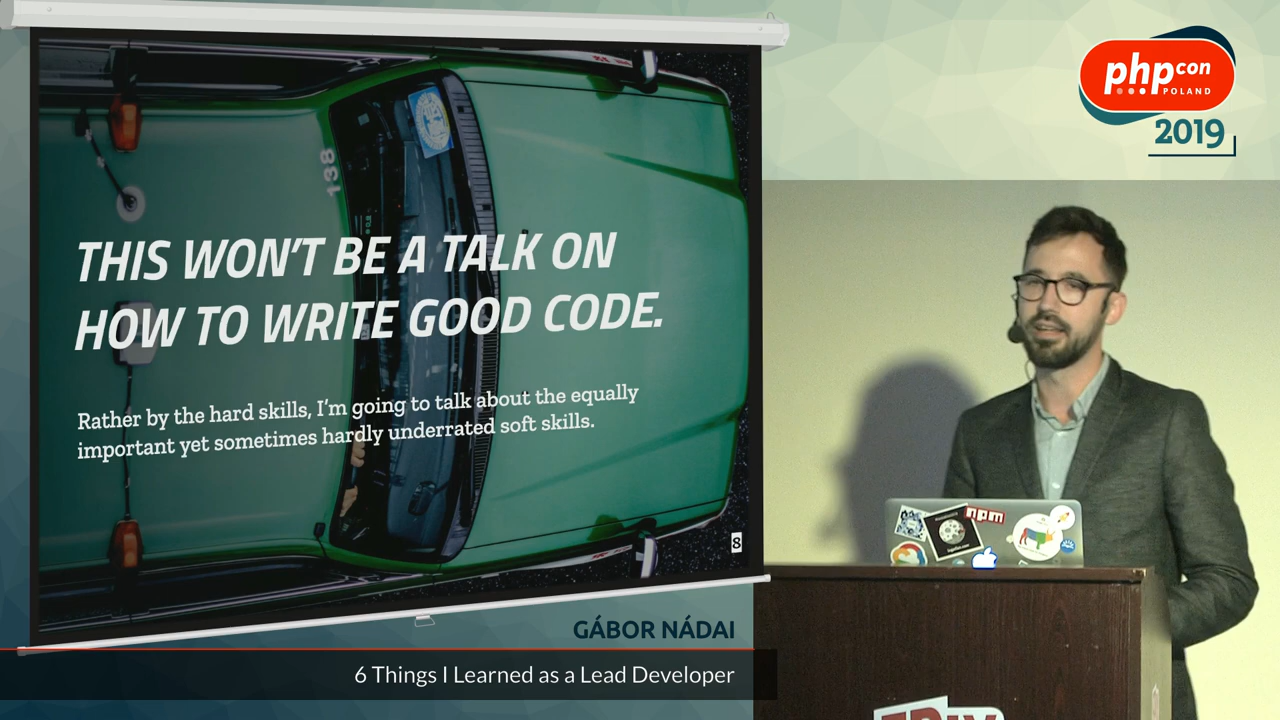 php con
POLAND
2019
138
THIS WON'T BE A TALK ON
HOW TO WRITE GOOD CODE.
Rather by the hard skills, I'm going to talk about the equally
important yet sometimes hardly underrated soft skills.
8
npm
GÁBOR NÁDAI
6 Things I Learned as a Lead Developer